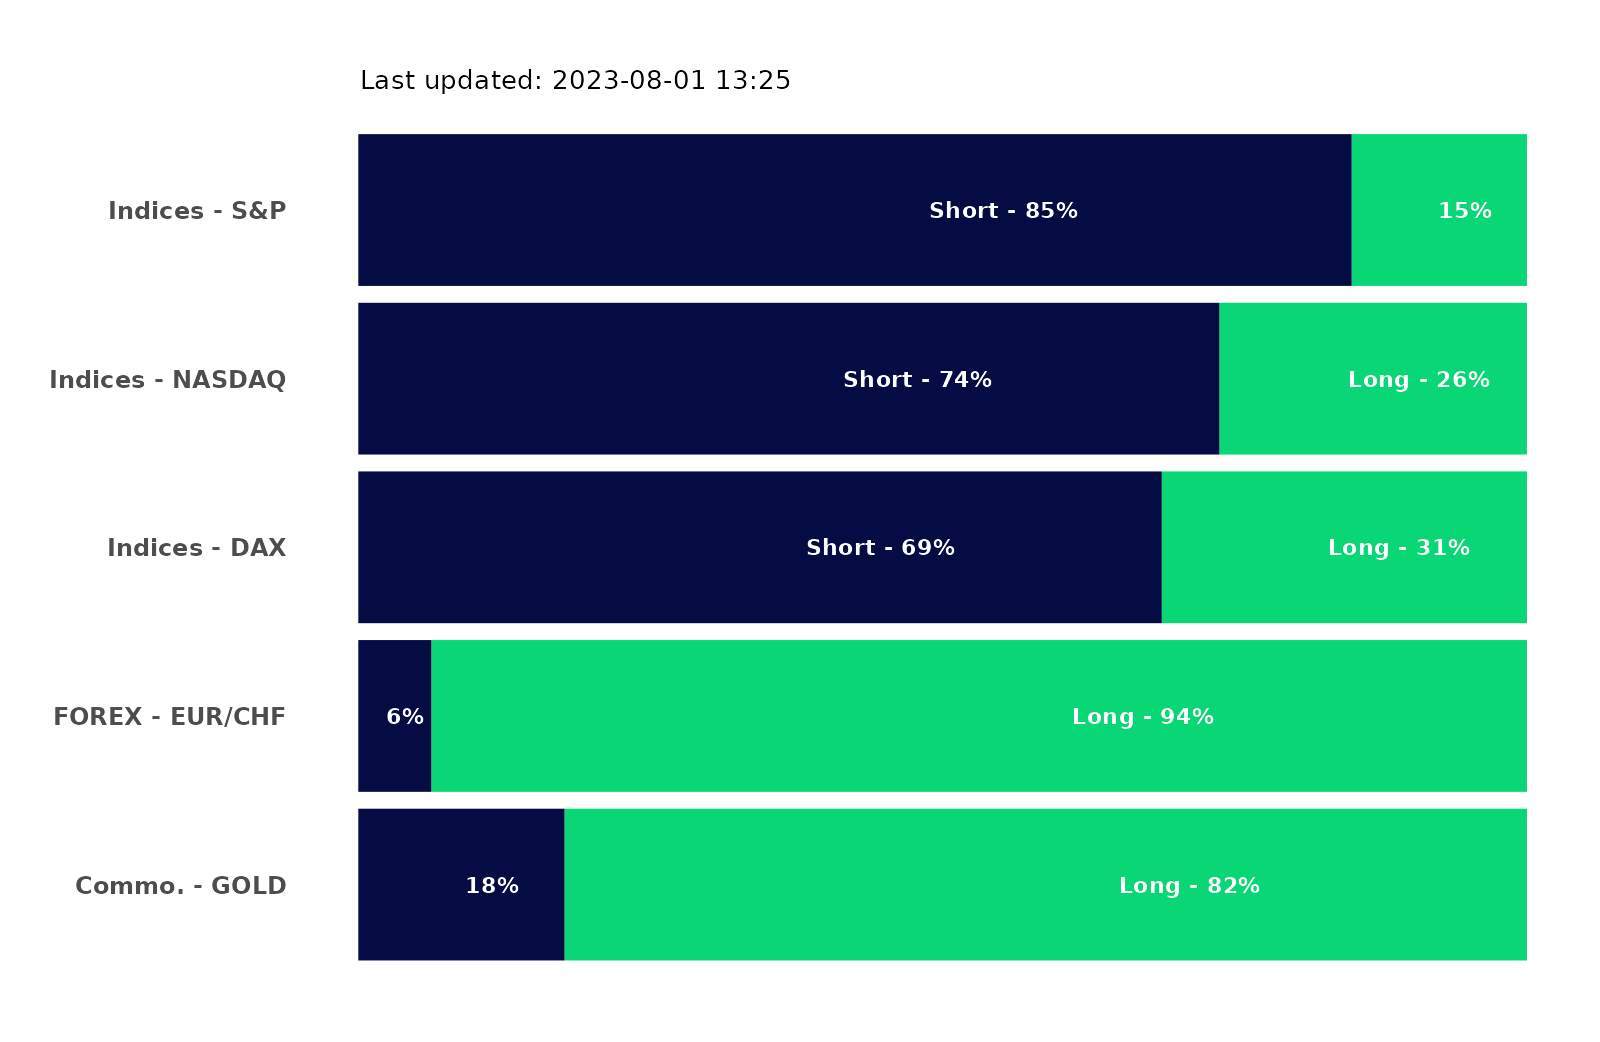 Last updated: 2023-08-01 13:25
Indices - S&P Short - 85% 15%
Indices - NASDAQ Short - 74% Long - 26%
Indices - DAX Short - 69% Long - 31%
FOREX - EUR/CHF 6% Long - 94%
Commo. - GOLD 18% Long - 82%